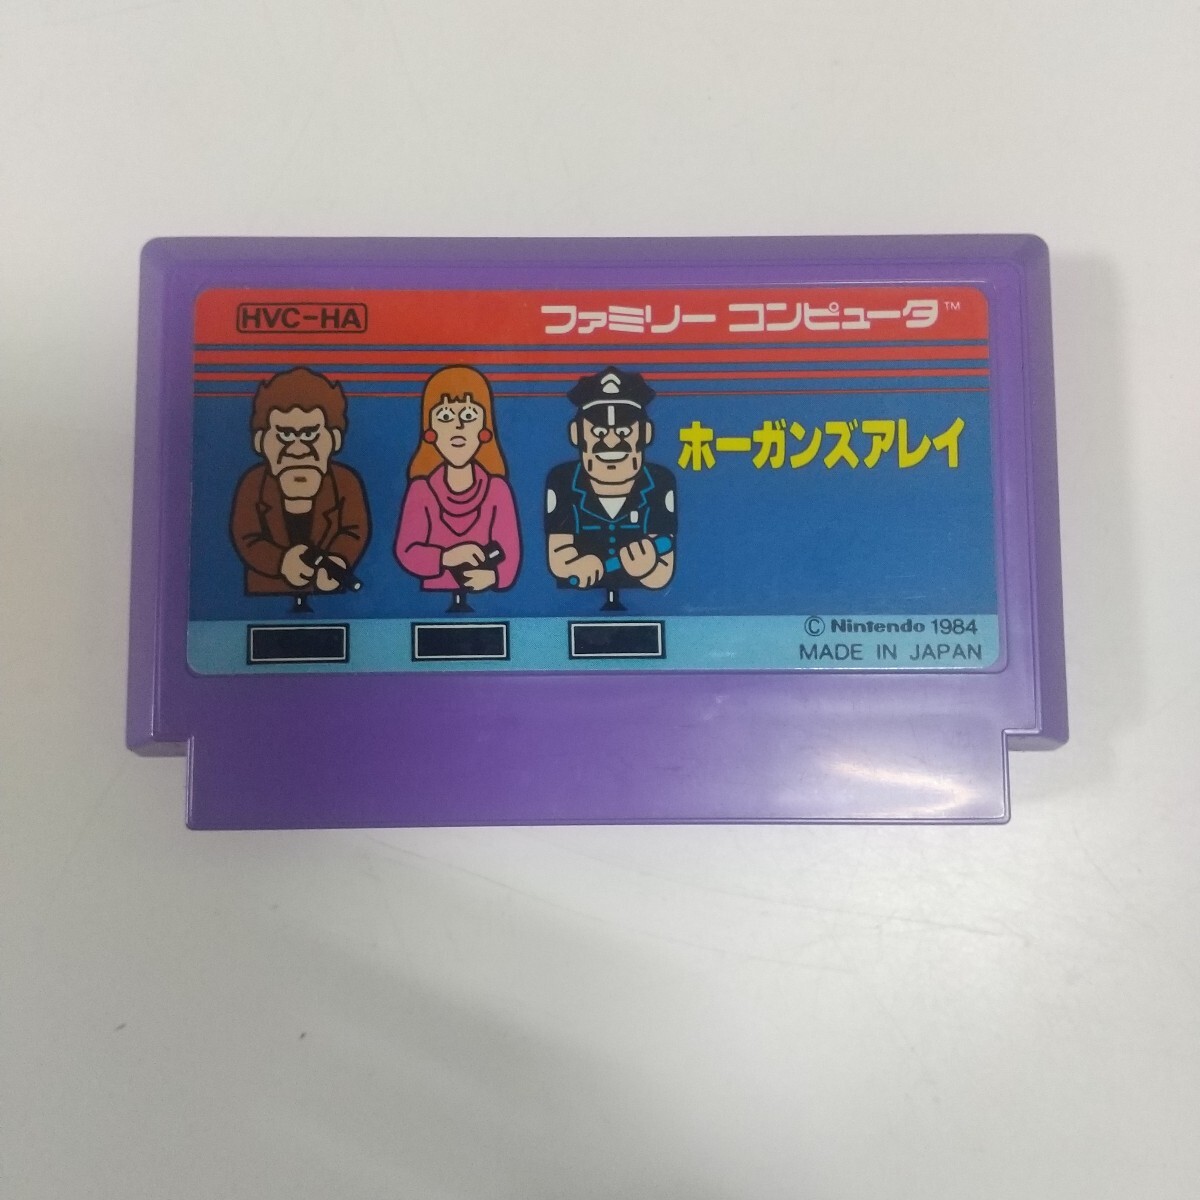 HVC-HA
ファミリー コンピュータ™
ホーガンズアレイ
© Nintendo 1984
MADE IN JAPAN